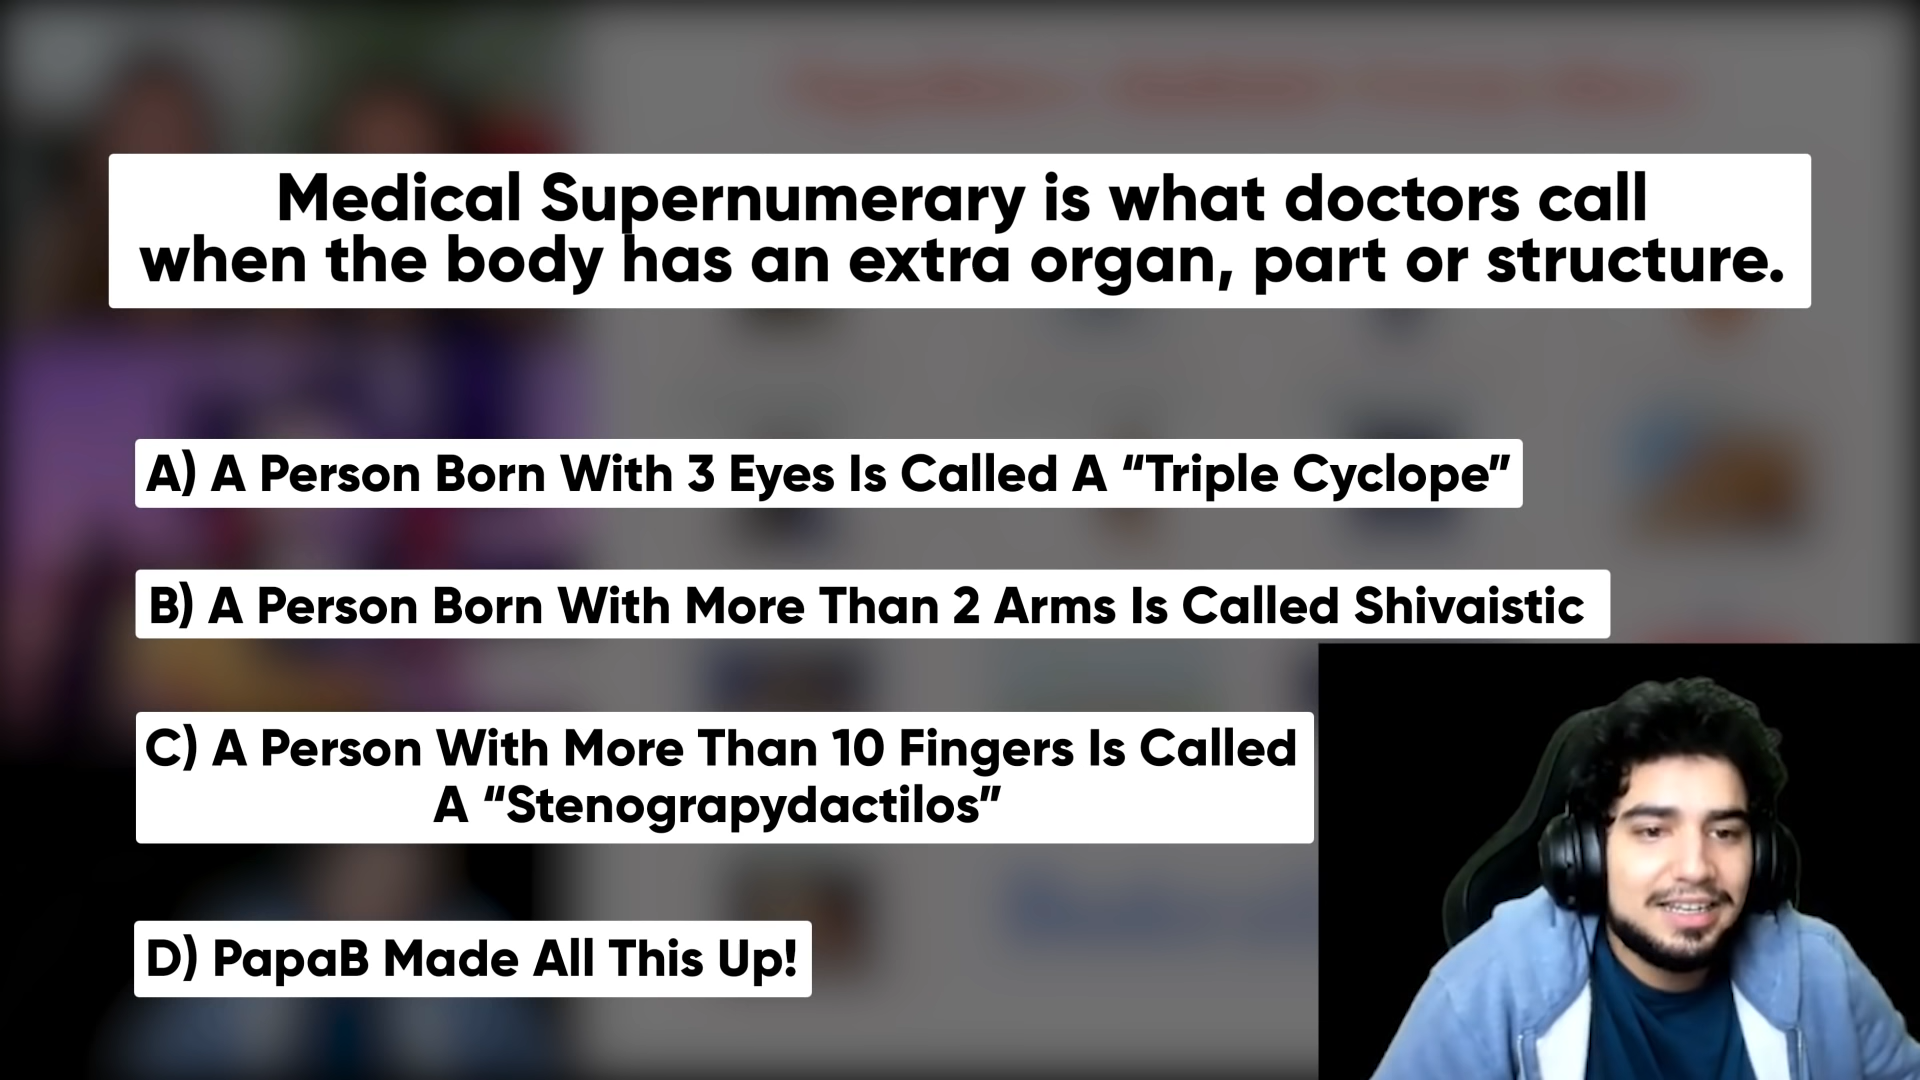 Medical Supernumerary is what doctors call
when the body has an extra organ, part or structure.
A) A Person Born With 3 Eyes Is Called A “Triple Cyclope”
B) A Person Born With More Than 2 Arms Is Called Shivaistic
C) A Person With More Than 10 Fingers Is Called
A “Stenograpydactilos”
D) PapaB Made All This Up!